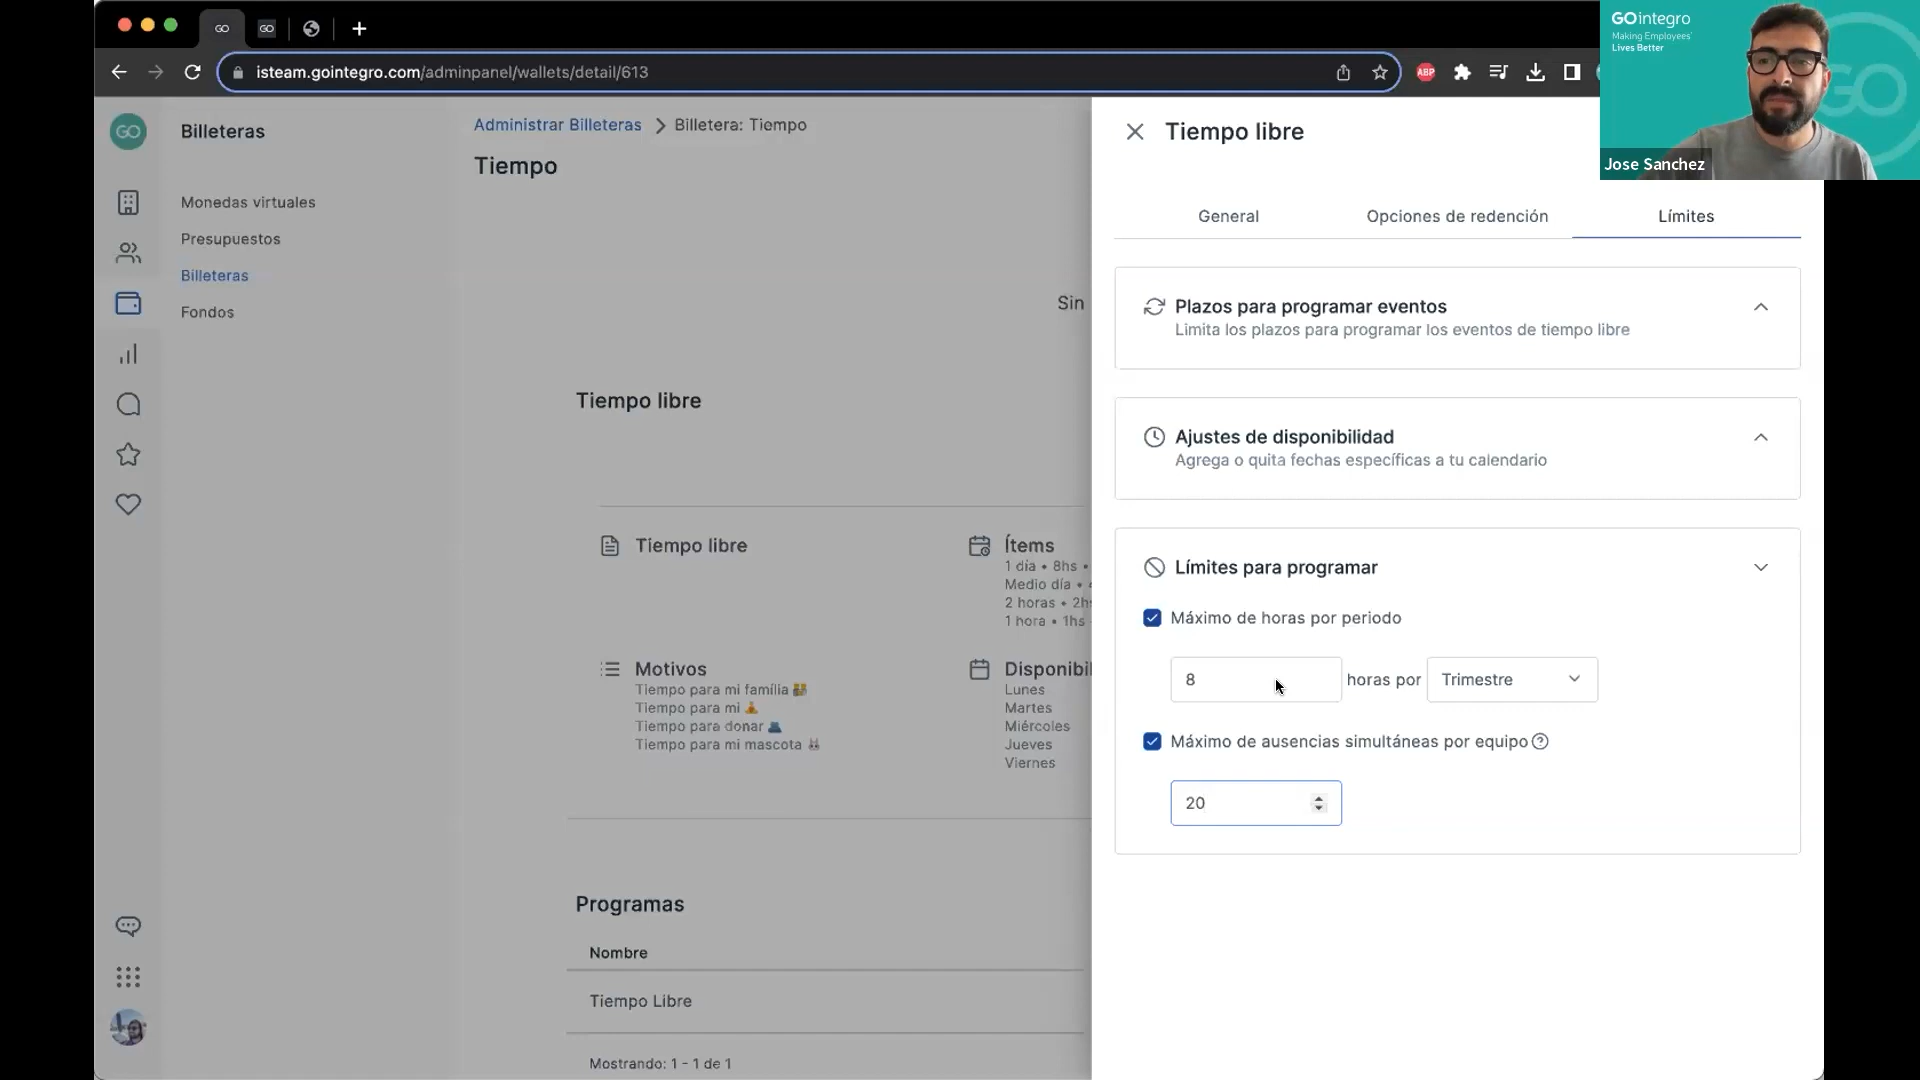 GO
GO
isteam.gointegro.com/adminpanel/wallets/detail/613
ABP
GOintegro
Making Employees'
Lives Better
GO
Jose Sanchez
GO
Billeteras
Monedas virtuales
Presupuestos
Billeteras
Fondos
Administrar Billeteras > Billetera: Tiempo
Tiempo
Sin
Tiempo libre
Tiempo libre
Ítems
1 día • 8hs •
Medio día •
2 horas • 2h
1 hora • 1hs
Motivos
Tiempo para mi família
Tiempo para mi
Tiempo para donar
Tiempo para mi mascota
Disponibil
Lunes
Martes
Miércoles
Jueves
Viernes
Programas
Nombre
Tiempo Libre
Mostrando: 1 - 1 de 1
Tiempo libre
General
Opciones de redención
Límites
Plazos para programar eventos
Limita los plazos para programar los eventos de tiempo libre
Ajustes de disponibilidad
Agrega o quita fechas específicas a tu calendario
Límites para programar
Máximo de horas por periodo
8 horas por Trimestre
Máximo de ausencias simultáneas por equipo
20